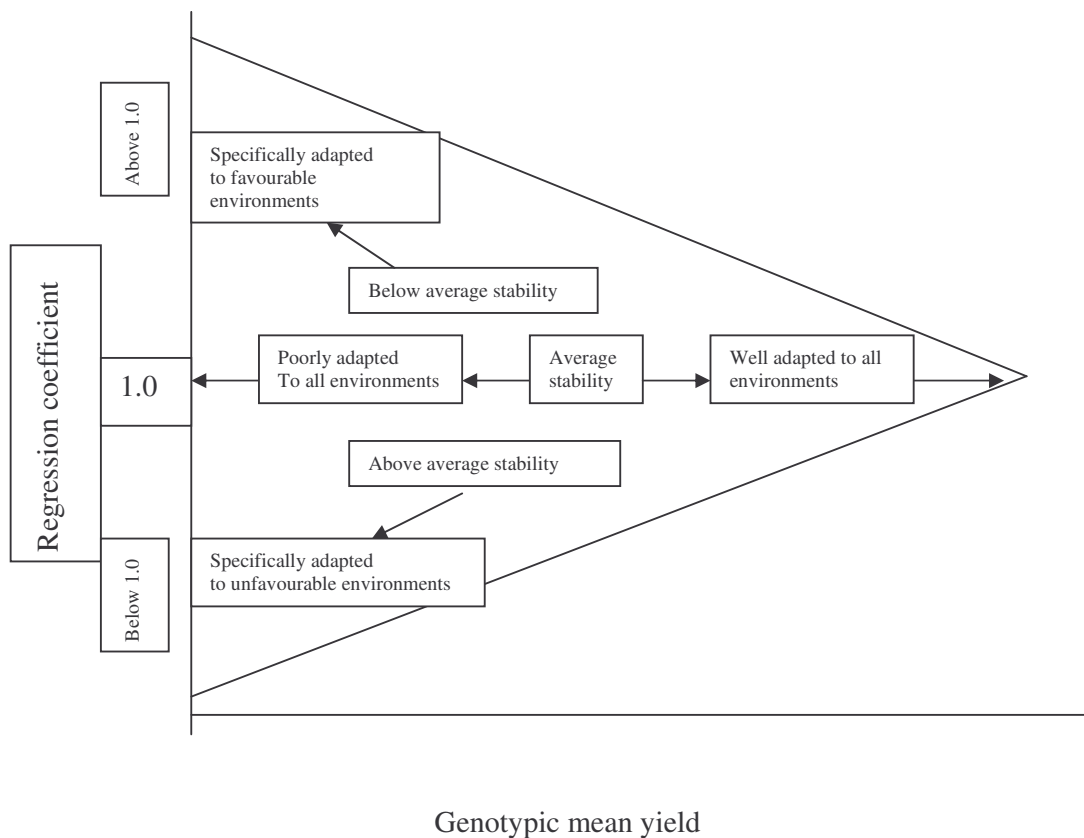 Above 1.0
Specifically adapted
to favourable
environments
Below average stability
Regression coefficient
1.0
Poorly adapted
To all environments
Average
stability
Well adapted to all
environments
Above average stability
Below 1.0
Specifically adapted
to unfavourable environments
Genotypic mean yield